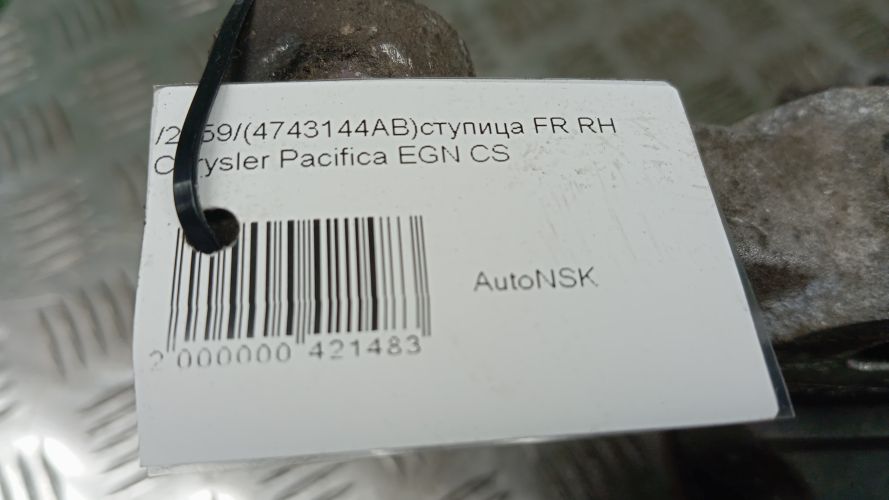 (4743144AB)ступица FR RH
Pacifica EGN CS
AutoNSK
2 000000 421483